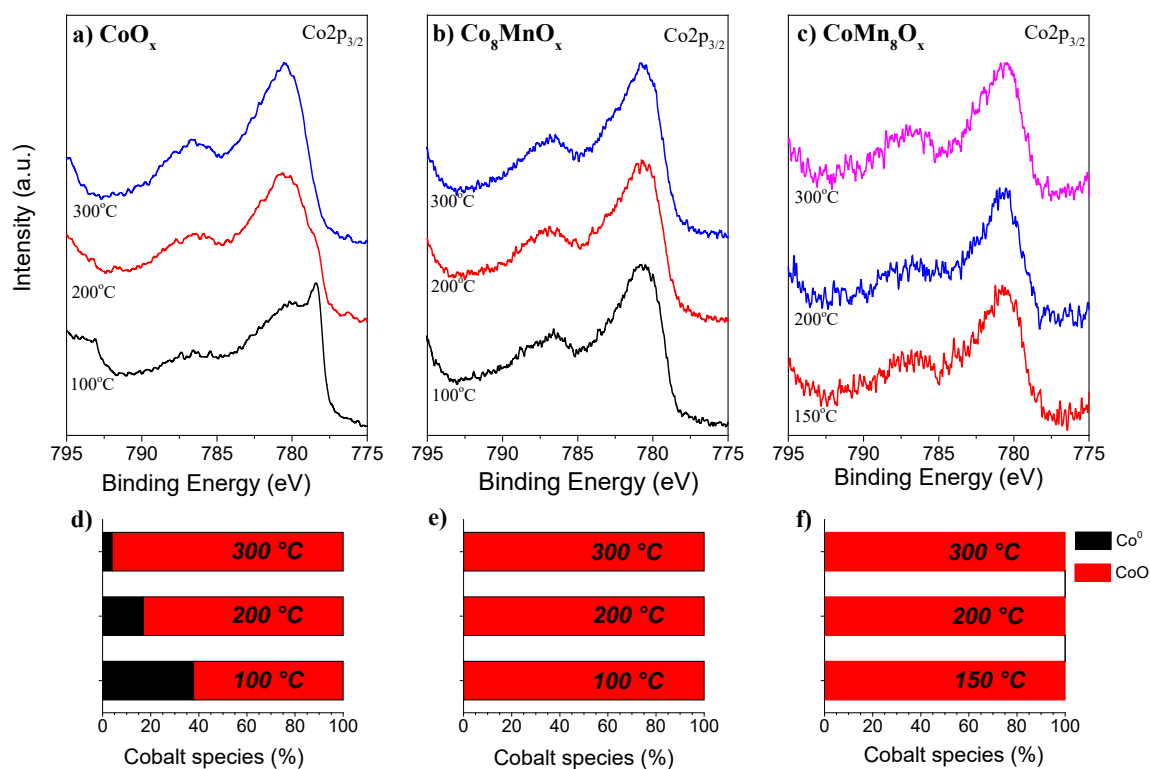 a) CoOₓ
Co2p₃/₂
300°C
200°C
100°C
795 790 785 780 775
Binding Energy (eV)
Intensity (a.u.)
b) Co₈MnOₓ
Co2p₃/₂
300°C
200°C
100°C
795 790 785 780 775
Binding Energy (eV)
c) CoMn₈Oₓ
Co2p₃/₂
300°C
200°C
150°C
795 790 785 780 775
Binding Energy (eV)
d)
300 °C
200 °C
100 °C
0 20 40 60 80 100
Cobalt species (%)
e)
300 °C
200 °C
100 °C
0 20 40 60 80 100
Cobalt species (%)
f)
300 °C
200 °C
150 °C
0 20 40 60 80 100
Cobalt species (%)
Co⁰
CoO